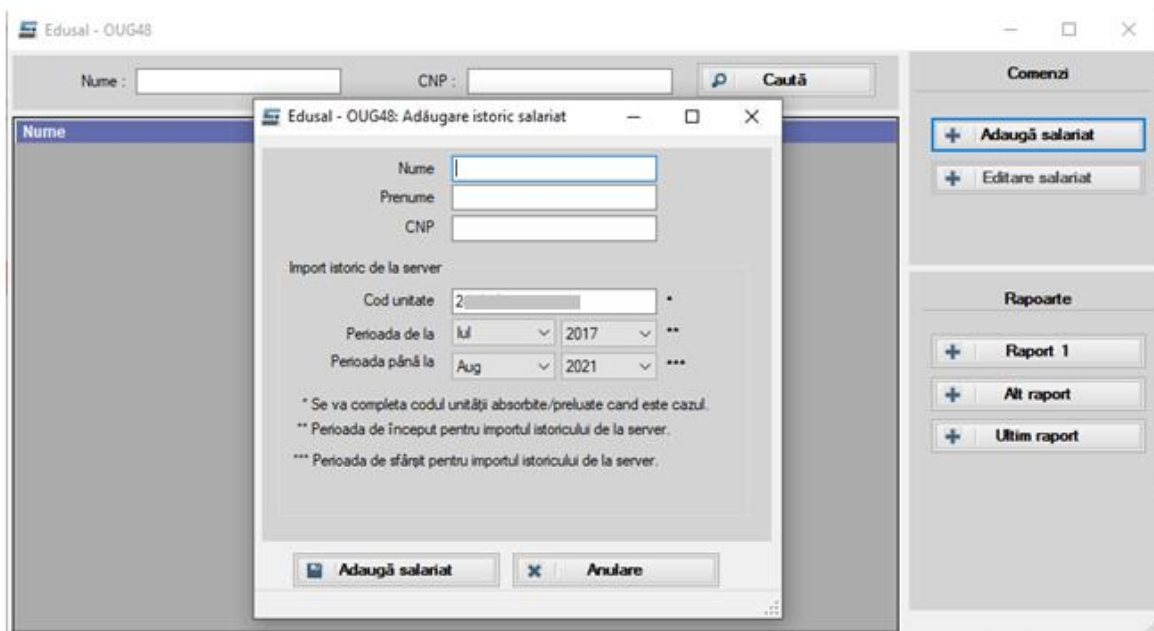 Edusal - OUG48
Nume :
CNP :
Caută
Nume
Edusal - OUG48: Adăugare istoric salariat
Nume
Prenume
CNP
Import istoric de la server
Cod unitate 2 *
Perioada de la Iul 2017 **
Perioada până la Aug 2021 ***
* Se va completa codul unității absorbite/preluate cand este cazul.
** Perioada de început pentru importul istoricului de la server.
*** Perioada de sfârșit pentru importul istoricului de la server.
Adaugă salariat
Anulare
Comenzi
Adaugă salariat
Editare salariat
Rapoarte
Raport 1
Alt raport
Ultim raport